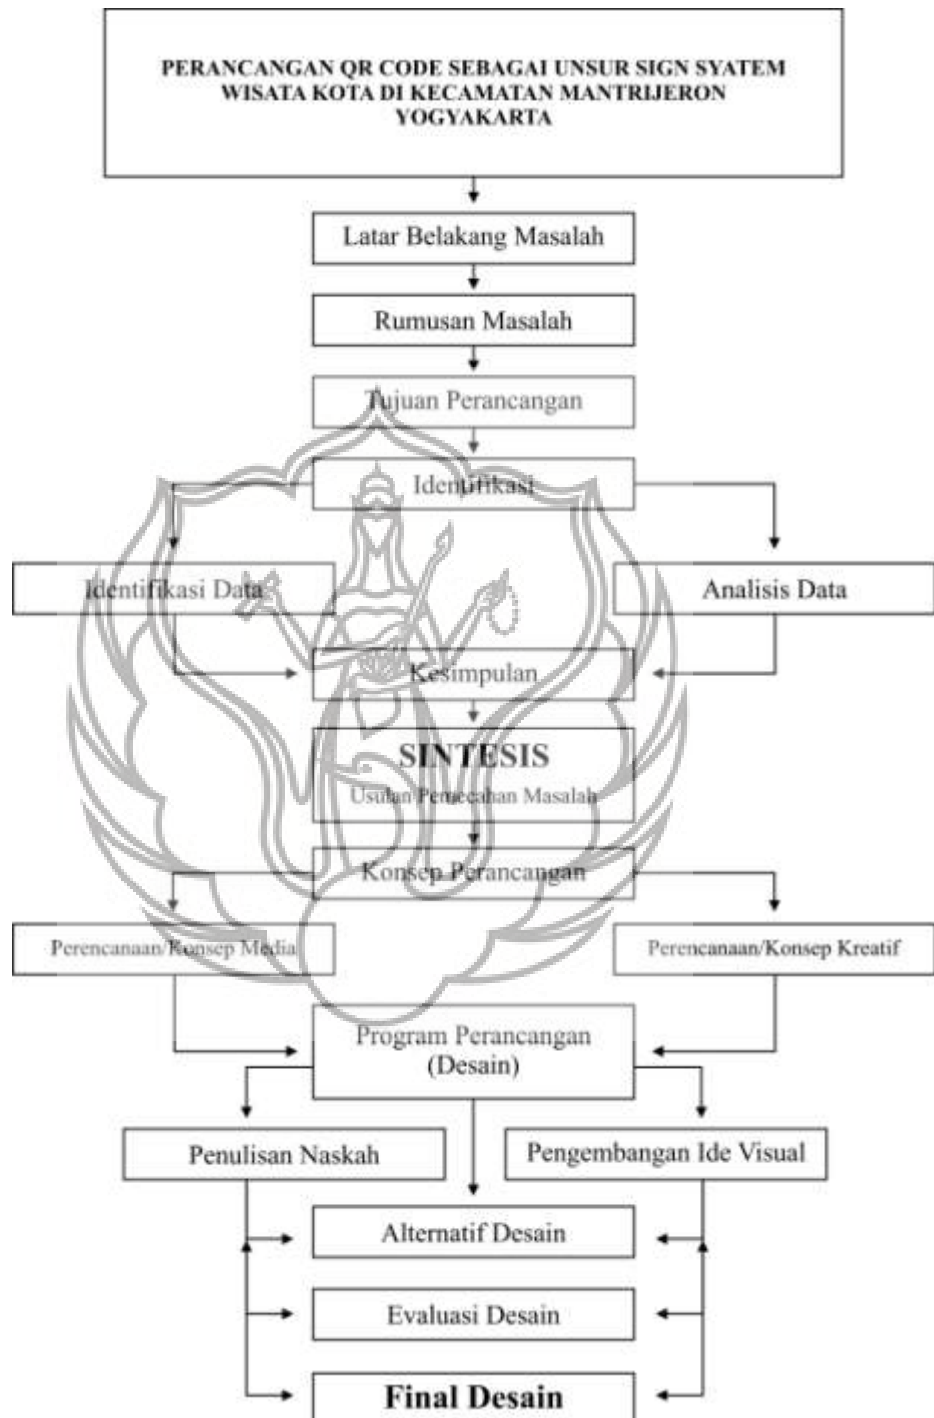 PERANCANGAN QR CODE SEBAGAI UNSUR SIGN SYATEM
WISATA KOTA DI KECAMATAN MANTRIJERON
YOGYAKARTA
Latar Belakang Masalah
Rumusan Masalah
Tujuan Perancangan
Identifikasi
Identifikasi Data
Analisis Data
Kesimpulan
SINTESIS
Usulan Pemecahan Masalah
Konsep Perancangan
Perencanaan/Konsep Media
Perencanaan/Konsep Kreatif
Program Perancangan
(Desain)
Penulisan Naskah
Pengembangan Ide Visual
Alternatif Desain
Evaluasi Desain
Final Desain